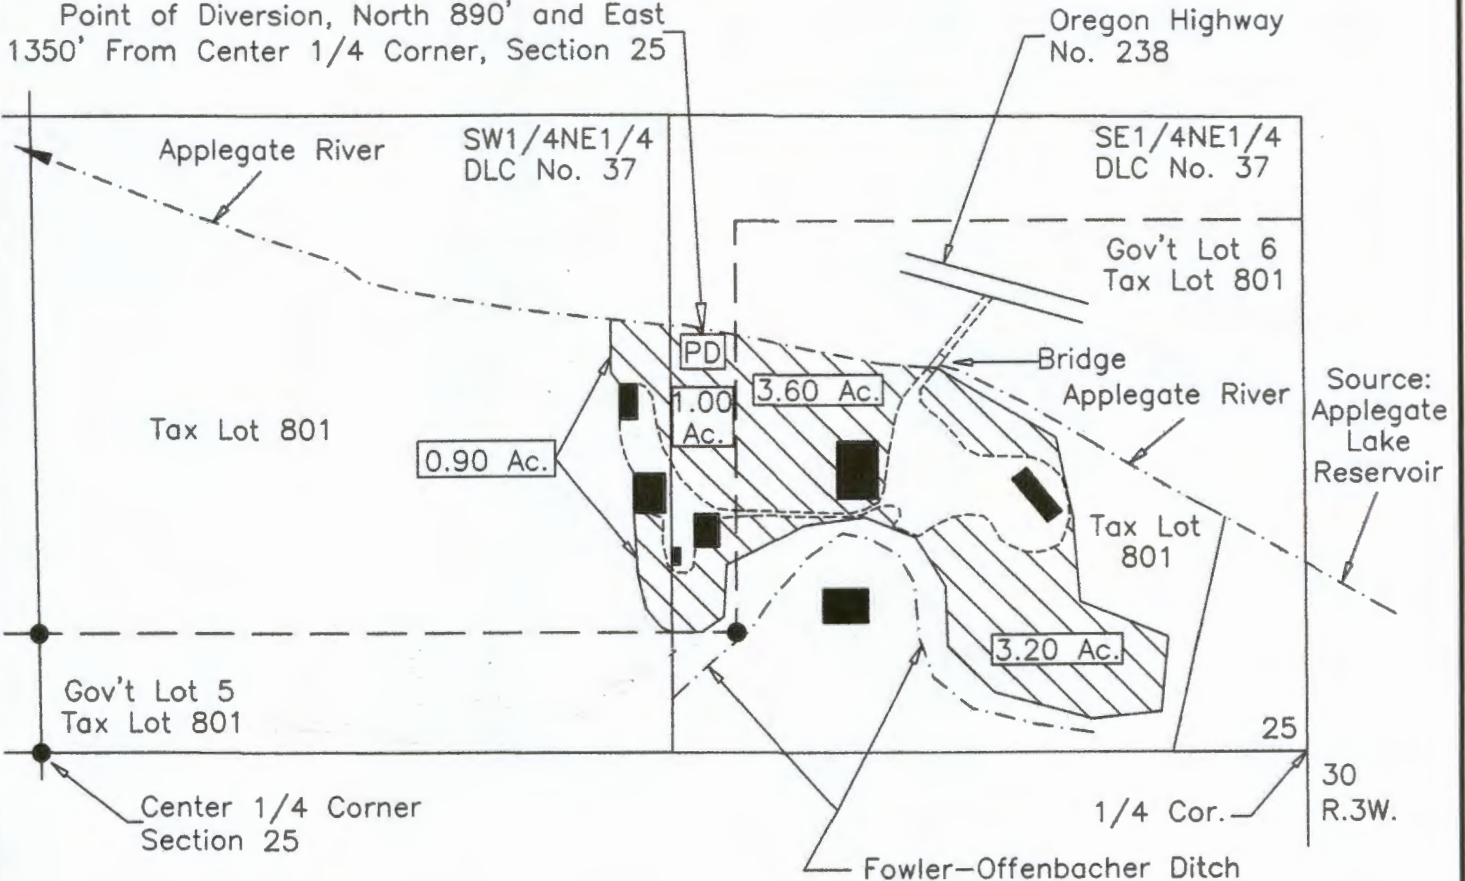 Point of Diversion, North 890' and East
1350' From Center 1/4 Corner, Section 25
Oregon Highway
No. 238
Applegate River
SW1/4NE1/4
DLC No. 37
SE1/4NE1/4
DLC No. 37
Gov't Lot 6
Tax Lot 801
PD
Bridge
3.60 Ac.
Applegate River
Source:
Applegate
Lake
Reservoir
1.00
Ac.
Tax Lot 801
0.90 Ac.
Tax Lot
801
3.20 Ac.
Gov't Lot 5
Tax Lot 801
25
30
R.3W.
Center 1/4 Corner
Section 25
1/4 Cor.
Fowler-Offenbacher Ditch